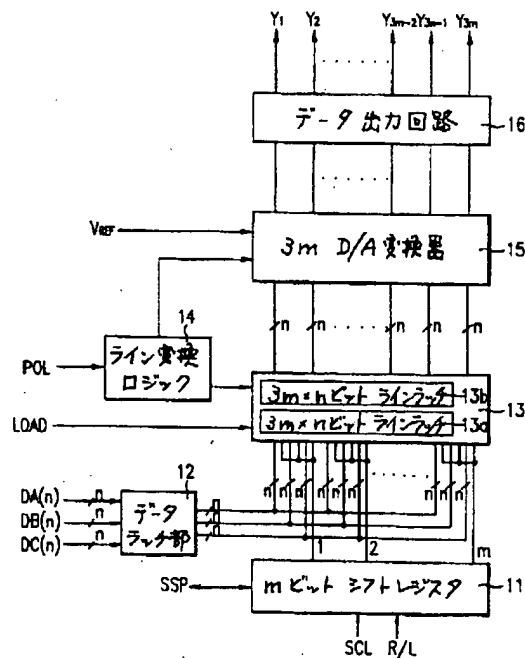 Y1 Y2 Y3m-2 Y3m-1 Y3m
データ出力回路
16
VREF
3m D/A変換器
15
n n n n n
14
ライン変換
ロジック
POL
3m×nビット ラインラッチ 13b
13
3m×nビット ラインラッチ 13a
LOAD
n n n n n n n n n
12
DA(n) n
DB(n) n
DC(n) n
データ
ラッチ部
1 2 m
SSP
mビット シフトレジスタ
11
SCL R/L